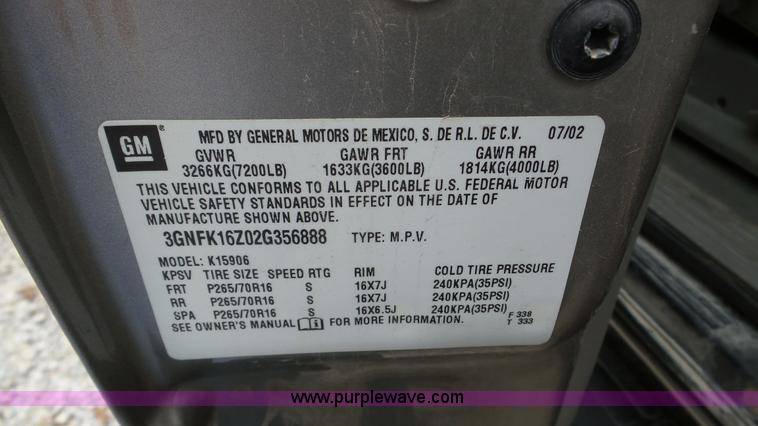 GM ® MFD BY GENERAL MOTORS DE MEXICO, S. DE R.L. DE C.V. 07/02
GVWR GAWR FRT GAWR RR
3266KG(7200LB) 1633KG(3600LB) 1814KG(4000LB)
THIS VEHICLE CONFORMS TO ALL APPLICABLE U.S. FEDERAL MOTOR
VEHICLE SAFETY STANDARDS IN EFFECT ON THE DATE OF
MANUFACTURE SHOWN ABOVE.
3GNFK16Z02G356888 TYPE: M.P.V.
MODEL: K15906
KPSV TIRE SIZE SPEED RTG RIM COLD TIRE PRESSURE
FRT P265/70R16 S 16X7J 240KPA(35PSI)
RR P265/70R16 S 16X7J 240KPA(35PSI)
SPA P265/70R16 S 16X6.5J 240KPA(35PSI) F 338
SEE OWNER'S MANUAL FOR MORE INFORMATION. T 333
www.purplewave.com